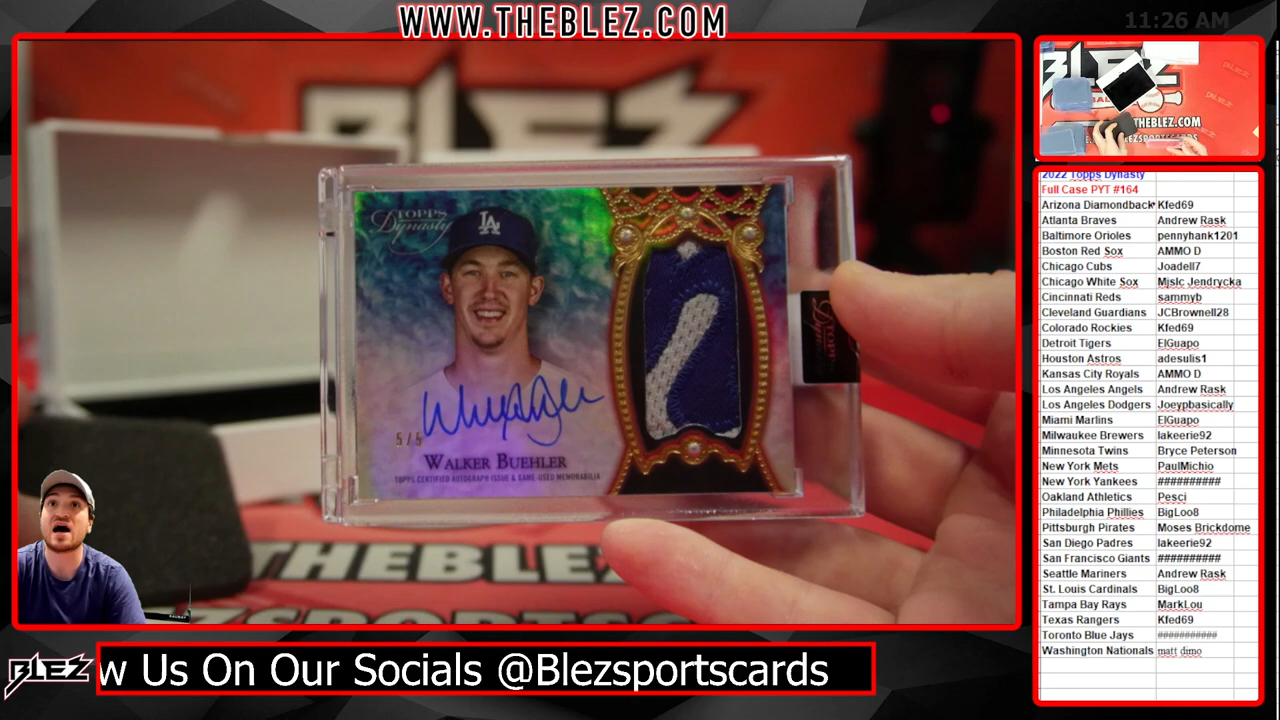 WWW.THEBLEZ.COM
11:26 AM
BLEZ
TOPPS
Dynasty
LA
5/5
WALKER BUEHLER
TOPPS CERTIFIED AUTOGRAPH ISSUE & GAME-USED MEMORABILIA
THEBLEZ
BLEZ
THEBLEZ.COM
2022 Topps Dynasty
Full Case PYT #164
Arizona Diamondback Kfed69
Atlanta Braves Andrew Rask
Baltimore Orioles pennyhank1201
Boston Red Sox AMMO D
Chicago Cubs Joadell7
Chicago White Sox Mjslc Jendrycka
Cincinnati Reds sammyb
Cleveland Guardians JCBrownell28
Colorado Rockies Kfed69
Detroit Tigers ElGuapo
Houston Astros adesulis1
Kansas City Royals AMMO D
Los Angeles Angels Andrew Rask
Los Angeles Dodgers Joeypbasically
Miami Marlins ElGuapo
Milwaukee Brewers lakeerie92
Minnesota Twins Bryce Peterson
New York Mets PaulMichio
New York Yankees ##########
Oakland Athletics Pesci
Philadelphia Phillies BigLoo8
Pittsburgh Pirates Moses Brickdome
San Diego Padres lakeerie92
San Francisco Giants ##########
Seattle Mariners Andrew Rask
St. Louis Cardinals BigLoo8
Tampa Bay Rays MarkLou
Texas Rangers Kfed69
Toronto Blue Jays ###########
Washington Nationals matt dimo
BLEZ
w Us On Our Socials @Blezsportscards